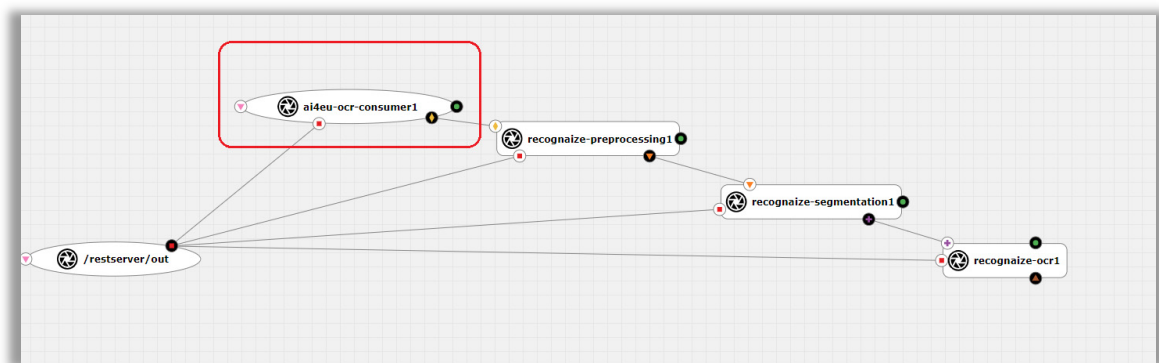 ai4eu-ocr-consumer1
recognaize-preprocessing1
recognaize-segmentation1
/restserver/out
recognaize-ocr1